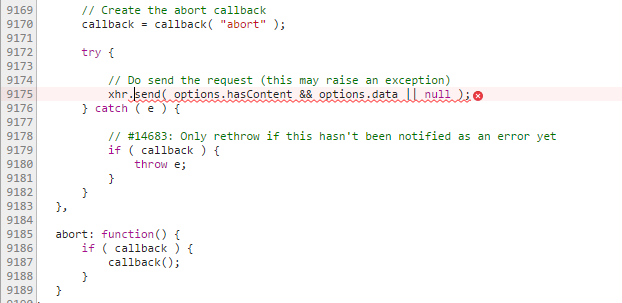 9169 // Create the abort callback
9170 callback = callback( "abort" );
9171
9172 try {
9173
9174 // Do send the request (this may raise an exception)
9175 xhr.send( options.hasContent && options.data || null );
9176 } catch ( e ) {
9177
9178 // #14683: Only rethrow if this hasn't been notified as an error yet
9179 if ( callback ) {
9180 throw e;
9181 }
9182 }
9183 },
9184
9185 abort: function() {
9186 if ( callback ) {
9187 callback();
9188 }
9189 }